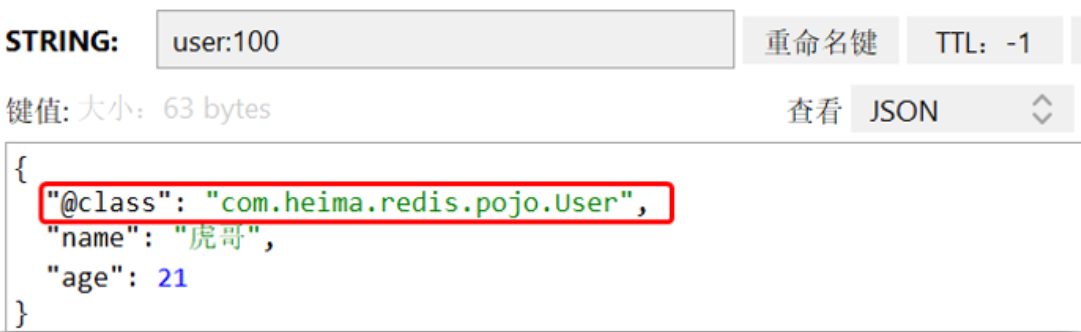 STRING: user:100 重命名键 TTL：-1
键值: 大小：63 bytes 查看 JSON
{
"@class": "com.heima.redis.pojo.User",
"name": "虎哥",
"age": 21
}